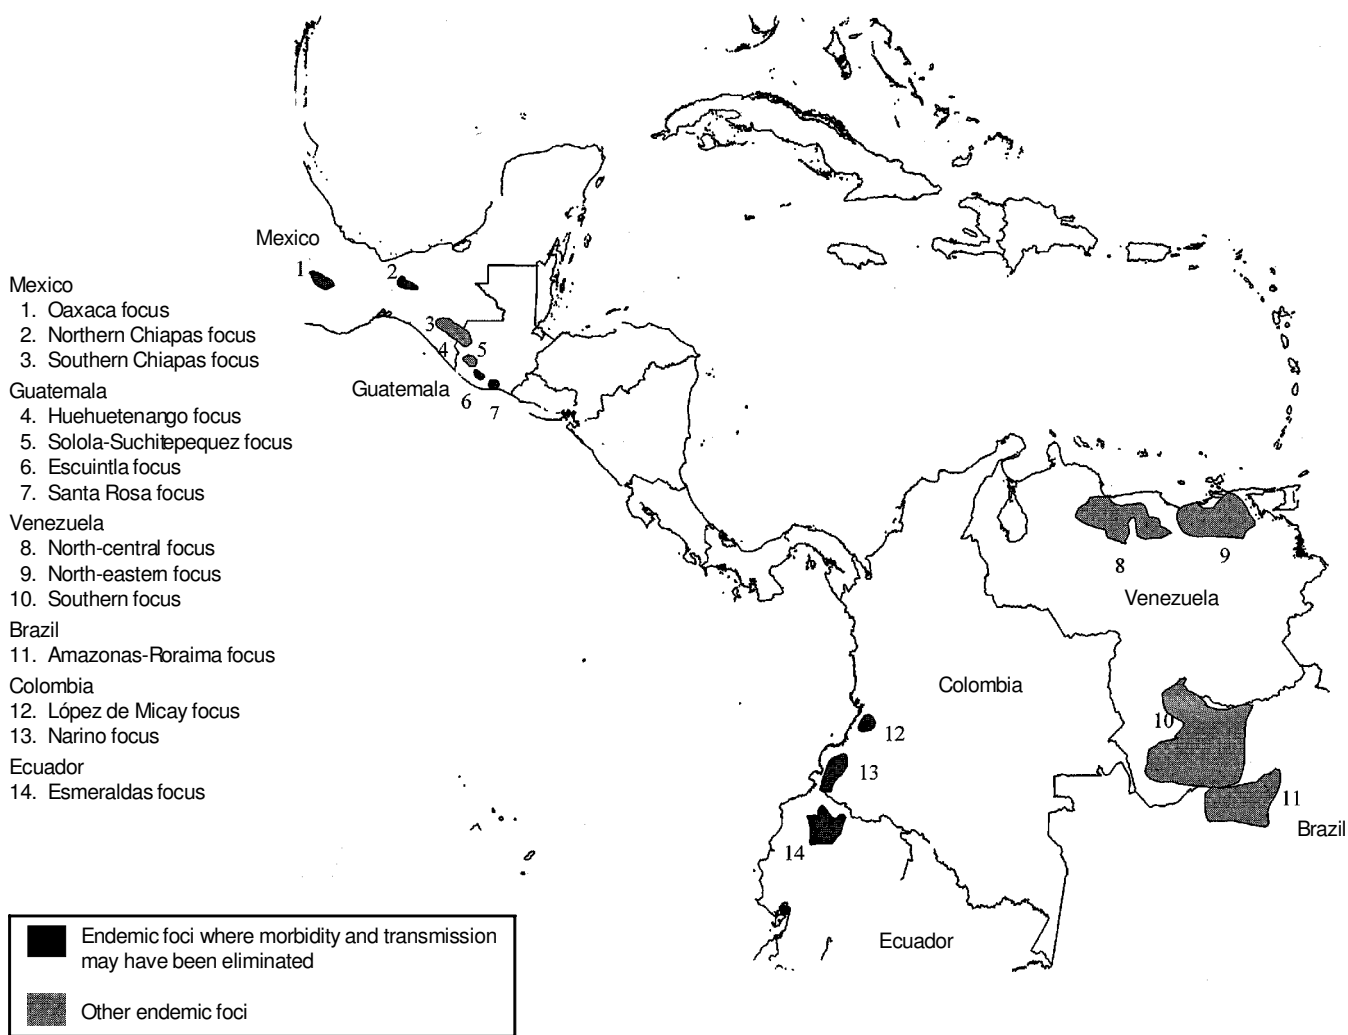 Mexico
1
2
3
4
5
Guatemala
6
7
Mexico
1. Oaxaca focus
2. Northern Chiapas focus
3. Southern Chiapas focus
Guatemala
4. Huehuetenango focus
5. Solola-Suchitepequez focus
6. Escuintla focus
7. Santa Rosa focus
Venezuela
8. North-central focus
9. North-eastern focus
10. Southern focus
Brazil
11. Amazonas-Roraima focus
Colombia
12. López de Micay focus
13. Narino focus
Ecuador
14. Esmeraldas focus
8
9
Venezuela
Colombia
10
12
13
11
Brazil
14
Ecuador
Endemic foci where morbidity and transmission
may have been eliminated
Other endemic foci